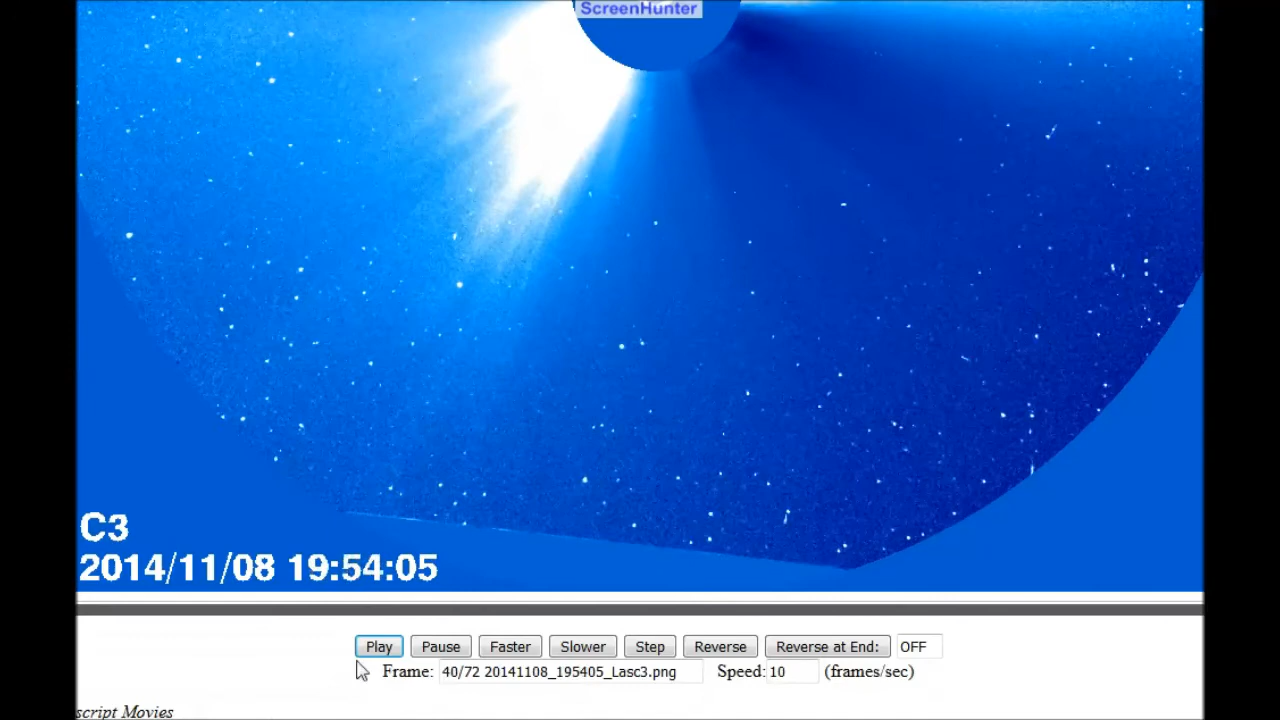 ScreenHunter
C3
2014/11/08 19:54:05
Play Pause Faster Slower Step Reverse Reverse at End: OFF
Frame: 40/72 20141108_195405_Lasc3.png Speed: 10 (frames/sec)
script Movies